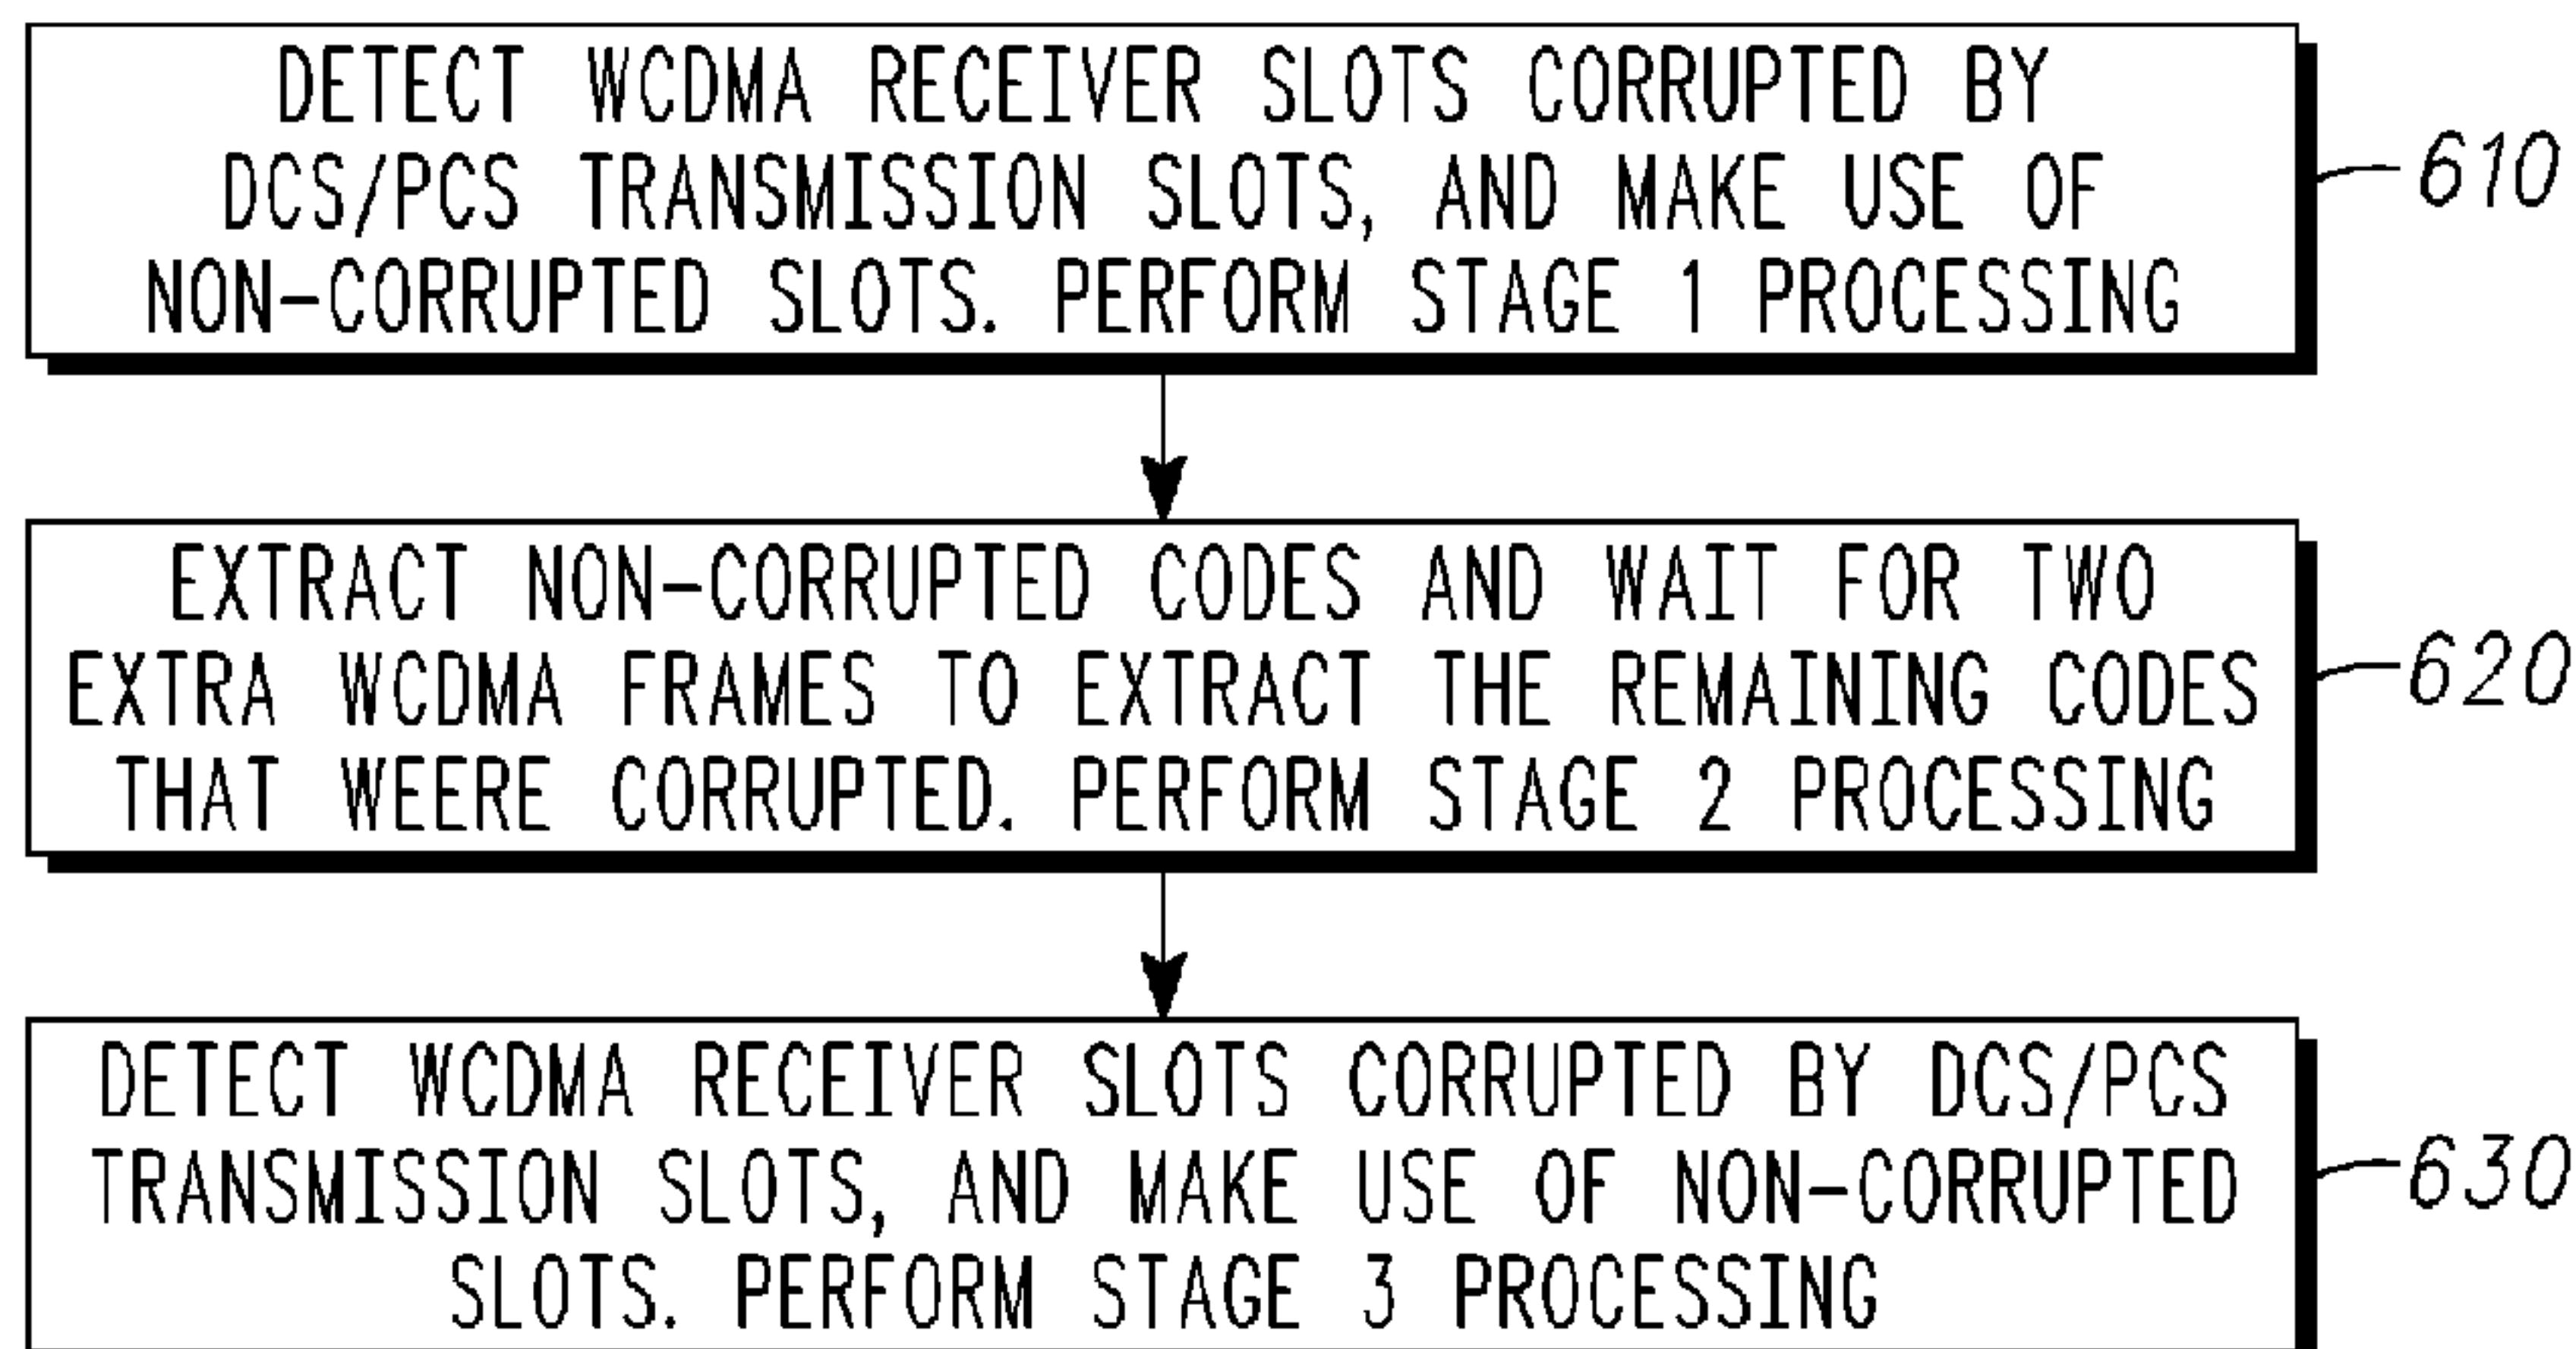 DETECT WCDMA RECEIVER SLOTS CORRUPTED BY
DCS/PCS TRANSMISSION SLOTS, AND MAKE USE OF
NON-CORRUPTED SLOTS. PERFORM STAGE 1 PROCESSING
610
EXTRACT NON-CORRUPTED CODES AND WAIT FOR TWO
EXTRA WCDMA FRAMES TO EXTRACT THE REMAINING CODES
THAT WEERE CORRUPTED. PERFORM STAGE 2 PROCESSING
620
DETECT WCDMA RECEIVER SLOTS CORRUPTED BY DCS/PCS
TRANSMISSION SLOTS, AND MAKE USE OF NON-CORRUPTED
SLOTS. PERFORM STAGE 3 PROCESSING
630